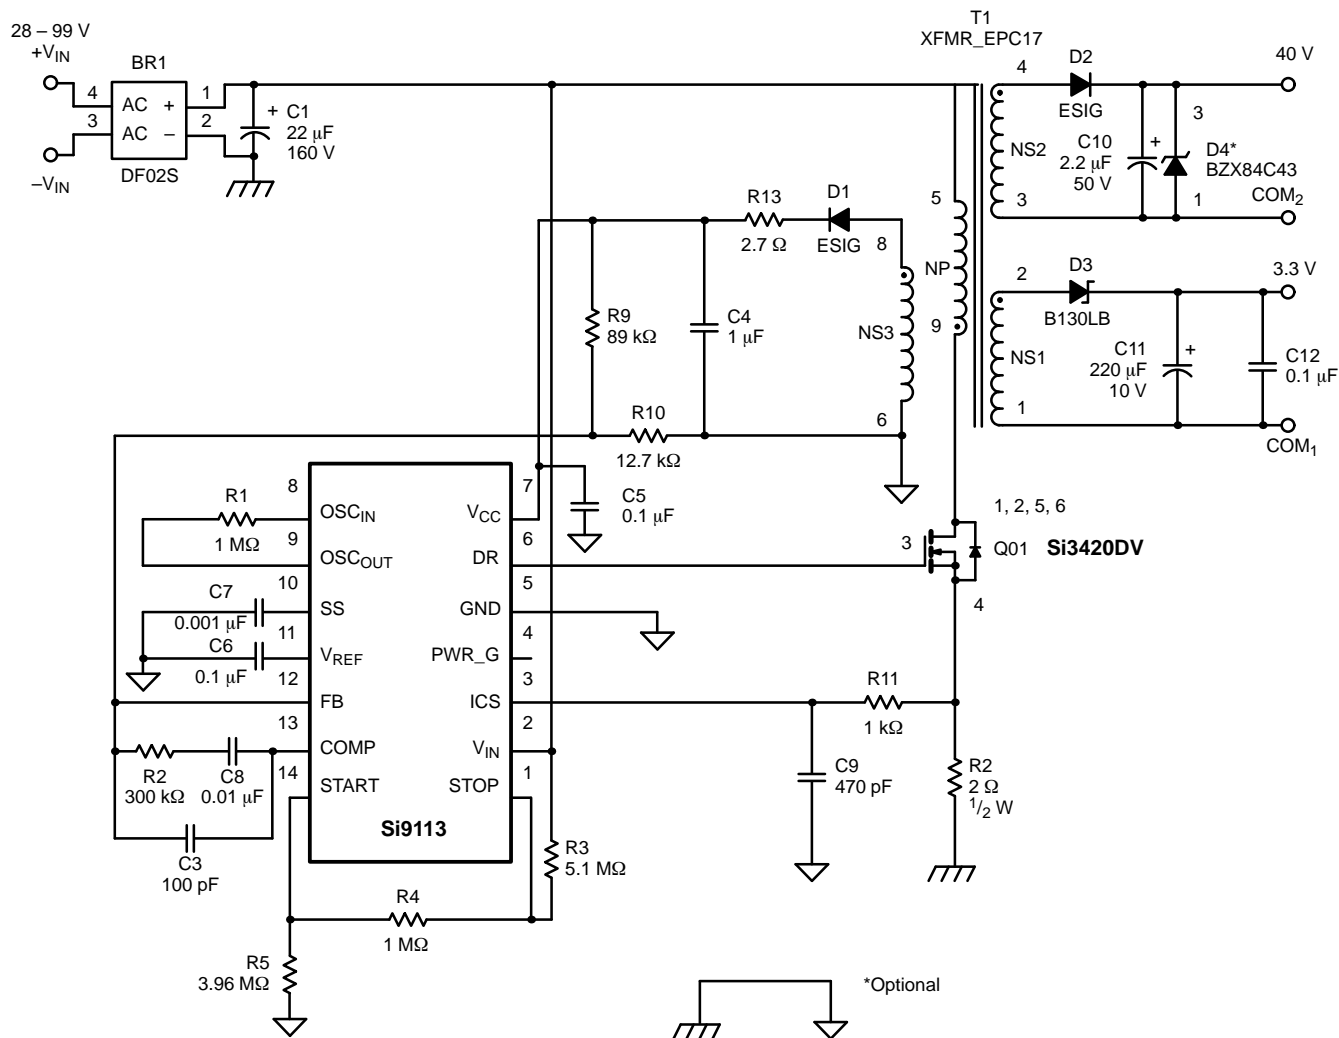 T1
XFMR_EPC17
28 – 99 V
+V_IN
BR1
4 AC + 1
3 AC – 2
–V_IN
DF02S
+ C1
22 µF
160 V
4
D2
ESIG
40 V
NS2
C10
2.2 µF
50 V
+
3
D4*
BZX84C43
1
3
COM₂
R13
2.7 Ω
D1
ESIG
8
5
NP
9
NS3
6
2
D3
B130LB
3.3 V
NS1
C11
220 µF
10 V
+
C12
0.1 µF
1
COM₁
R9
89 kΩ
C4
1 µF
R10
12.7 kΩ
C5
0.1 µF
R1
1 MΩ
8
OSC_IN
9
OSC_OUT
10
SS
11
V_REF
12
FB
13
COMP
14
START
7
V_CC
6
DR
5
GND
4
PWR_G
3
ICS
2
V_IN
1
STOP
Si9113
C7
0.001 µF
C6
0.1 µF
R2
300 kΩ
C8
0.01 µF
C3
100 pF
1, 2, 5, 6
3
Q01
Si3420DV
4
R11
1 kΩ
C9
470 pF
R2
2 Ω
1/2 W
R3
5.1 MΩ
R4
1 MΩ
R5
3.96 MΩ
*Optional